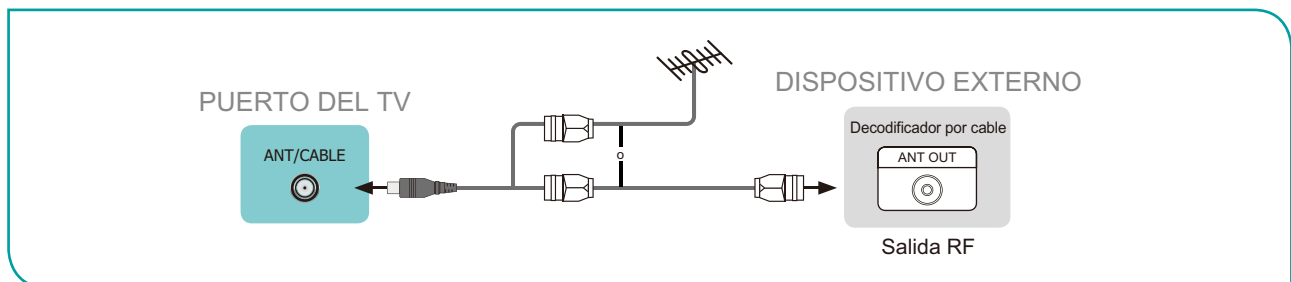 PUERTO DEL TV
ANT/CABLE
o
DISPOSITIVO EXTERNO
Decodificador por cable
ANT OUT
Salida RF